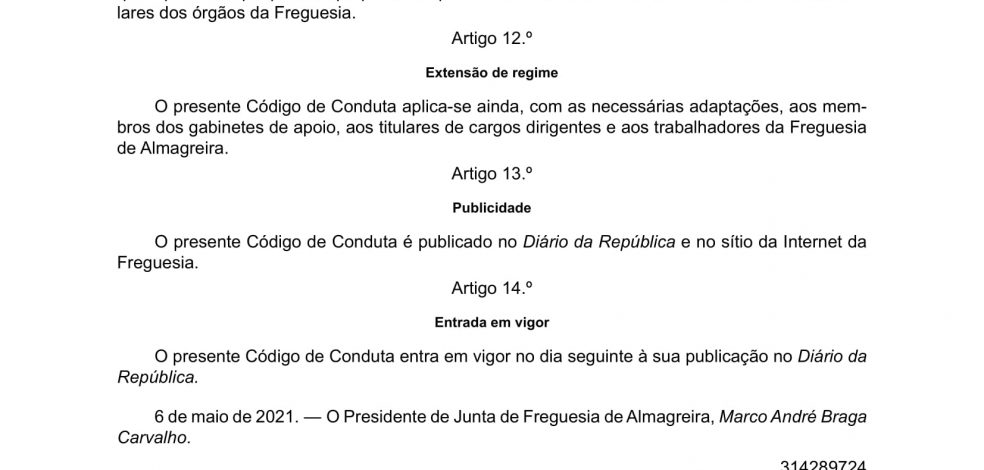 lares dos órgãos da Freguesia.
Artigo 12.º
Extensão de regime
O presente Código de Conduta aplica-se ainda, com as necessárias adaptações, aos mem-
bros dos gabinetes de apoio, aos titulares de cargos dirigentes e aos trabalhadores da Freguesia
de Almagreira.
Artigo 13.º
Publicidade
O presente Código de Conduta é publicado no Diário da República e no sítio da Internet da
Freguesia.
Artigo 14.º
Entrada em vigor
O presente Código de Conduta entra em vigor no dia seguinte à sua publicação no Diário da
República.
6 de maio de 2021. — O Presidente de Junta de Freguesia de Almagreira, Marco André Braga
Carvalho.
314289724